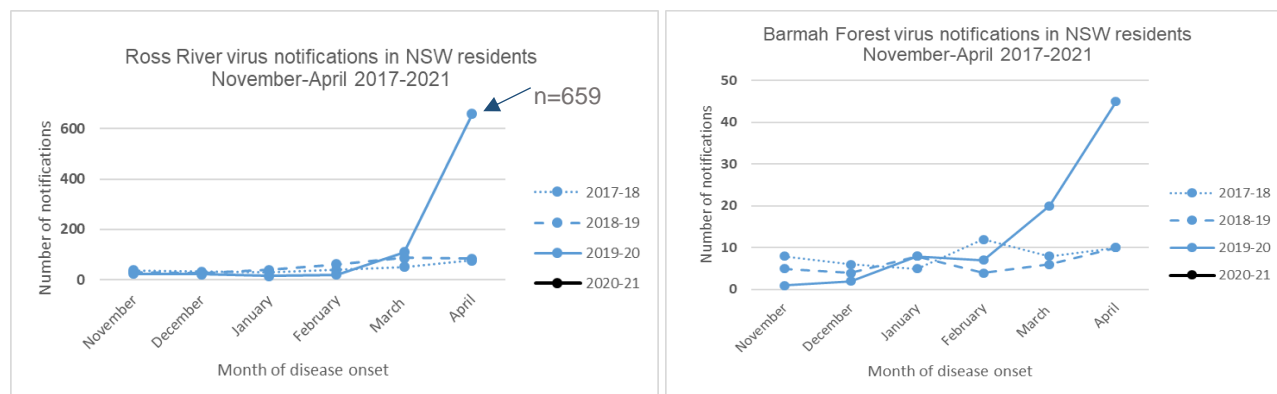 Ross River virus notifications in NSW residents
November-April 2017-2021
n=659
Number of notifications
600
400
200
0
November
December
January
February
March
April
Month of disease onset
2017-18
2018-19
2019-20
2020-21
Barmah Forest virus notifications in NSW residents
November-April 2017-2021
Number of notifications
50
40
30
20
10
0
November
December
January
February
March
April
Month of disease onset
2017-18
2018-19
2019-20
2020-21